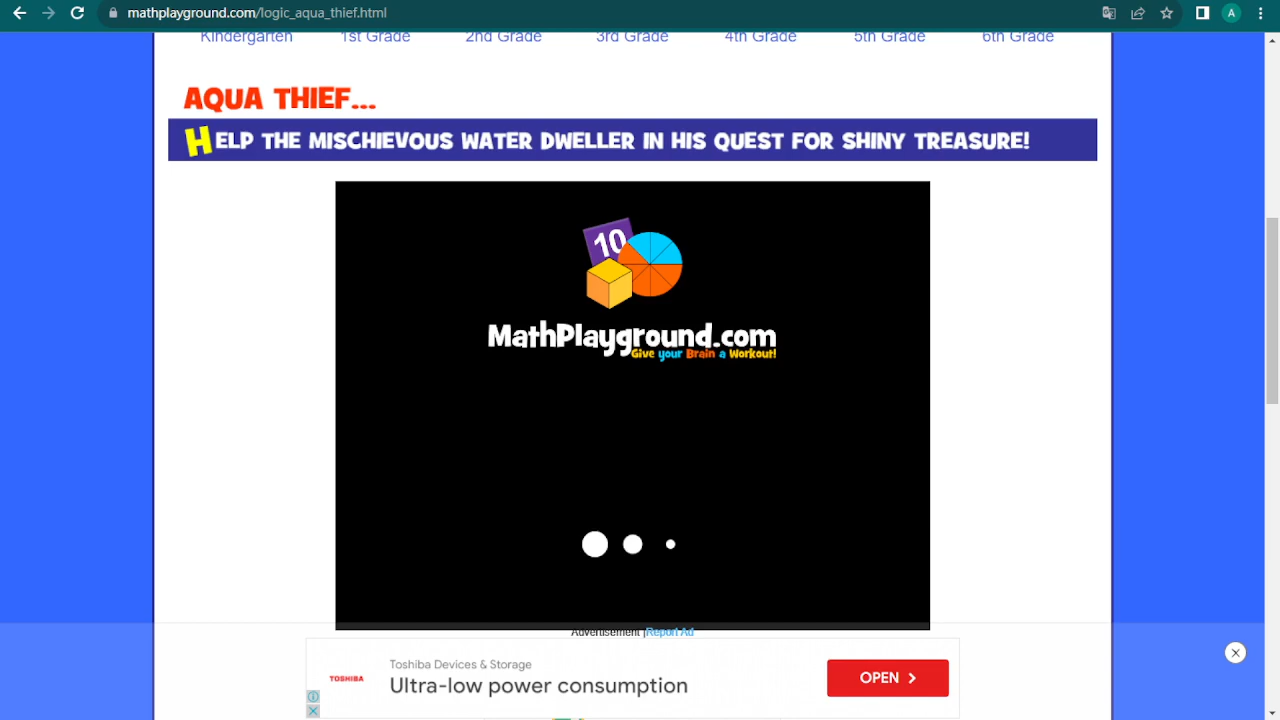 mathplayground.com/logic_aqua_thief.html
A
Kindergarten 1st Grade 2nd Grade 3rd Grade 4th Grade 5th Grade 6th Grade
AQUA THIEF...
HELP THE MISCHIEVOUS WATER DWELLER IN HIS QUEST FOR SHINY TREASURE!
10
MathPlayground.com
Give your Brain a Workout!
Advertisement | Report Ad
Toshiba Devices & Storage
TOSHIBA
Ultra-low power consumption
OPEN